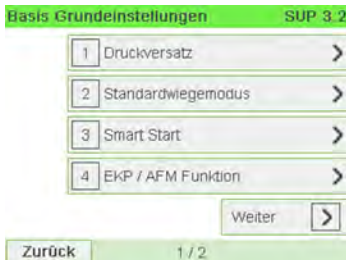 Basis Grundeinstellungen SUP 3.2
1 Druckversatz >
2 Standardwiegemodus >
3 Smart Start >
4 EKP / AFM Funktion >
Weiter >
Zurück 1 / 2